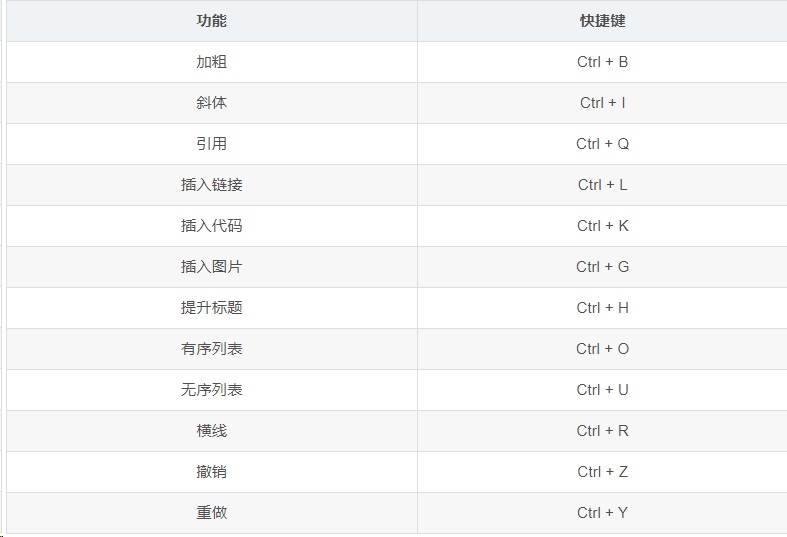 功能 快捷键
加粗 Ctrl + B
斜体 Ctrl + I
引用 Ctrl + Q
插入链接 Ctrl + L
插入代码 Ctrl + K
插入图片 Ctrl + G
提升标题 Ctrl + H
有序列表 Ctrl + O
无序列表 Ctrl + U
横线 Ctrl + R
撤销 Ctrl + Z
重做 Ctrl + Y